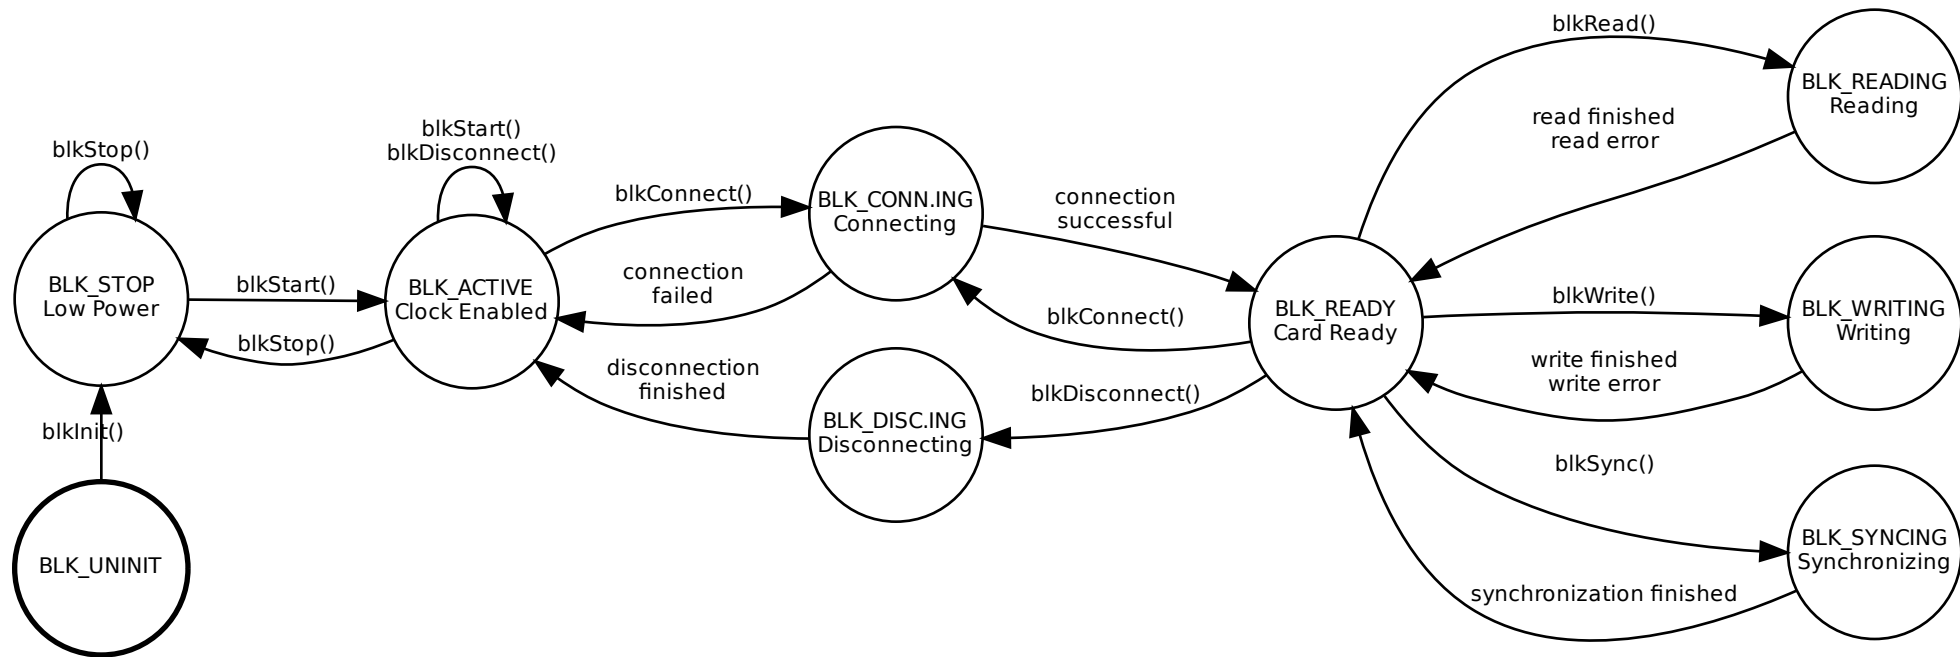 blkRead()
BLK_READING
Reading
read finished
read error
blkStop()
blkStart()
blkDisconnect()
blkConnect()
BLK_CONN.ING
Connecting
connection
successful
BLK_STOP
Low Power
blkStart()
BLK_ACTIVE
Clock Enabled
connection
failed
blkConnect()
BLK_READY
Card Ready
blkWrite()
BLK_WRITING
Writing
blkStop()
disconnection
finished
blkDisconnect()
write finished
write error
blkInit()
BLK_DISC.ING
Disconnecting
blkSync()
BLK_UNINIT
BLK_SYNCING
Synchronizing
synchronization finished